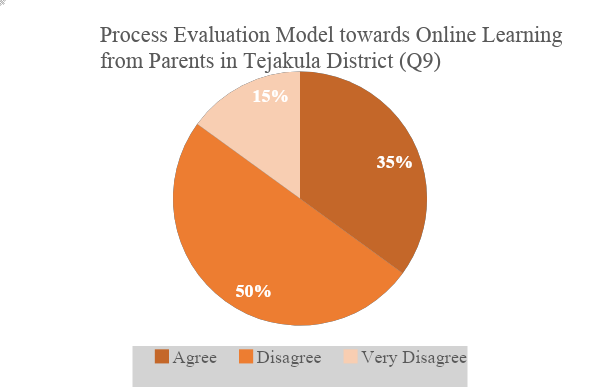 Process Evaluation Model towards Online Learning
from Parents in Tejakula District (Q9)
15%
35%
50%
Agree Disagree Very Disagree